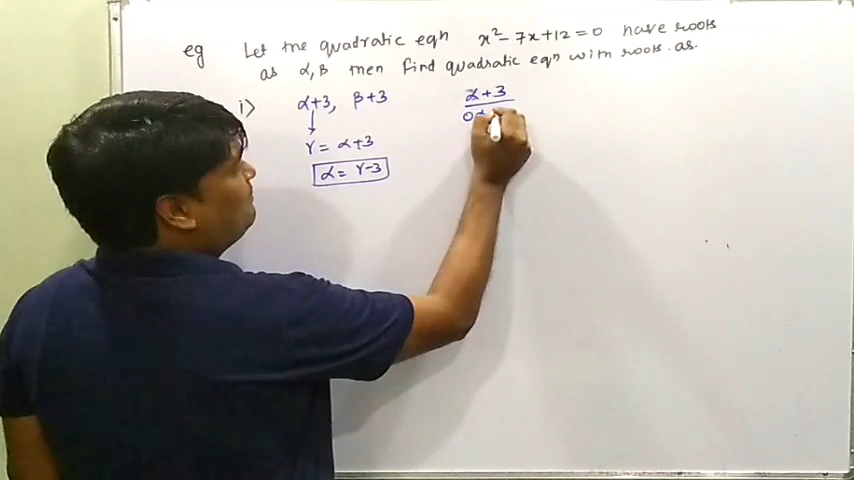 eg Let the quadratic eqn x² - 7x + 12 = 0 have roots
as α, β then find quadratic eqn with roots. as.
i> α+3, β+3
γ = α+3
α = γ-3
α+3